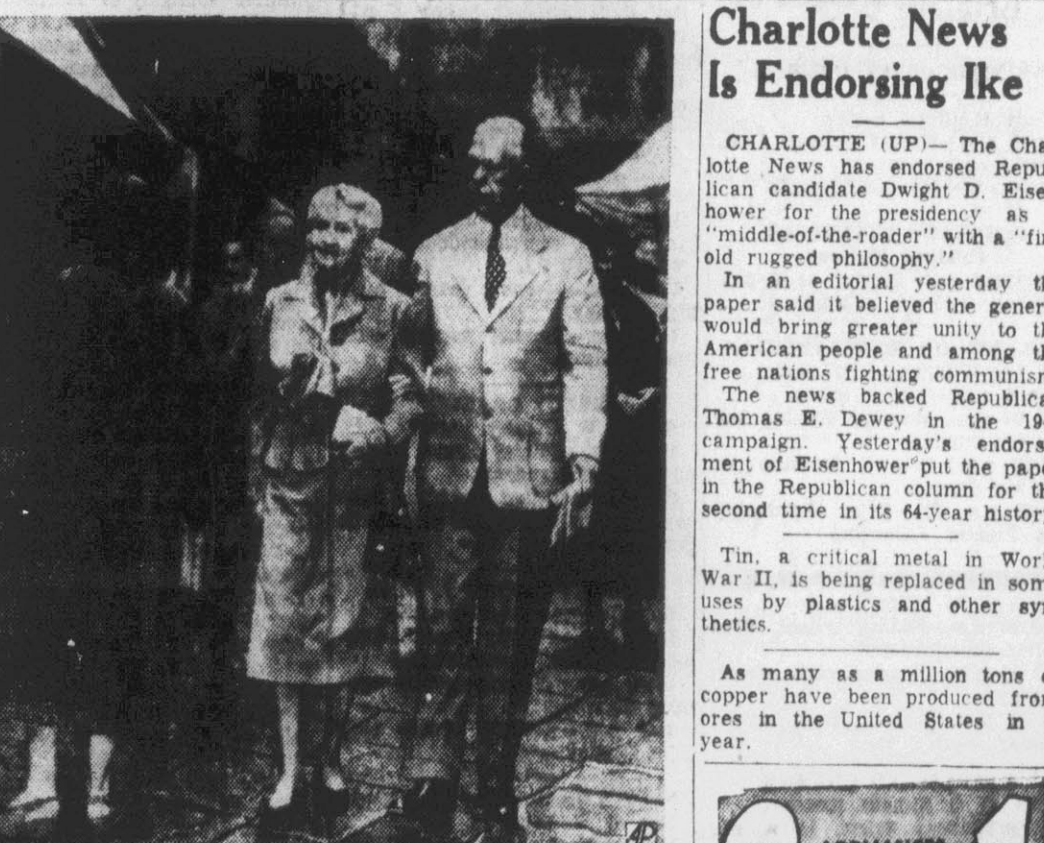 Charlotte News
Is Endorsing Ike
CHARLOTTE (UP)— The Cha
lotte News has endorsed Repu
lican candidate Dwight D. Eise
hower for the presidency as
"middle-of-the-roader" with a "fin
old rugged philosophy."
In an editorial yesterday th
paper said it believed the gener
would bring greater unity to th
American people and among th
free nations fighting communism
The news backed Republica
Thomas E. Dewey in the 19
campaign. Yesterday's endors
ment of Eisenhower put the pape
in the Republican column for th
second time in its 64-year history
Tin, a critical metal in Worl
War II, is being replaced in som
uses by plastics and other syn
thetics.
As many as a million tons o
copper have been produced from
ores in the United States in
year.
AP